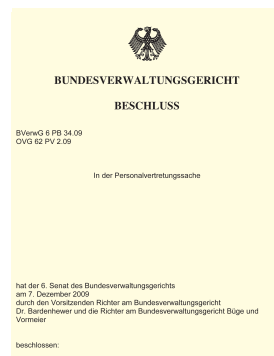 BUNDESVERWALTUNGSGERICHT
BESCHLUSS
BVerwG 6 PB 34.09
OVG 62 PV 2.09
In der Personalvertretungssache
hat der 6. Senat des Bundesverwaltungsgerichts
am 7. Dezember 2009
durch den Vorsitzenden Richter am Bundesverwaltungsgericht
Dr. Bardenhewer und die Richter am Bundesverwaltungsgericht Büge und
Vormeier
beschlossen: